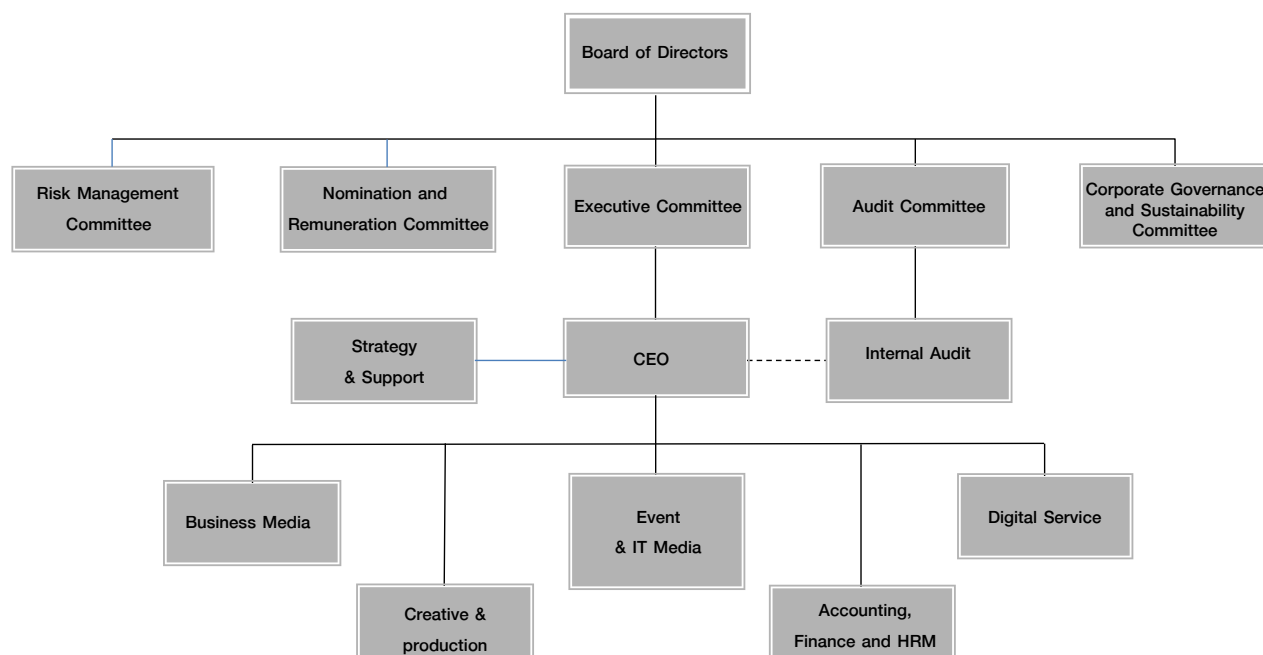 Board of Directors
Risk Management
Committee
Nomination and
Remuneration Committee
Executive Committee
Audit Committee
Corporate Governance
and Sustainability
Committee
Strategy
& Support
CEO
Internal Audit
Business Media
Event
& IT Media
Digital Service
Creative &
production
Accounting,
Finance and HRM